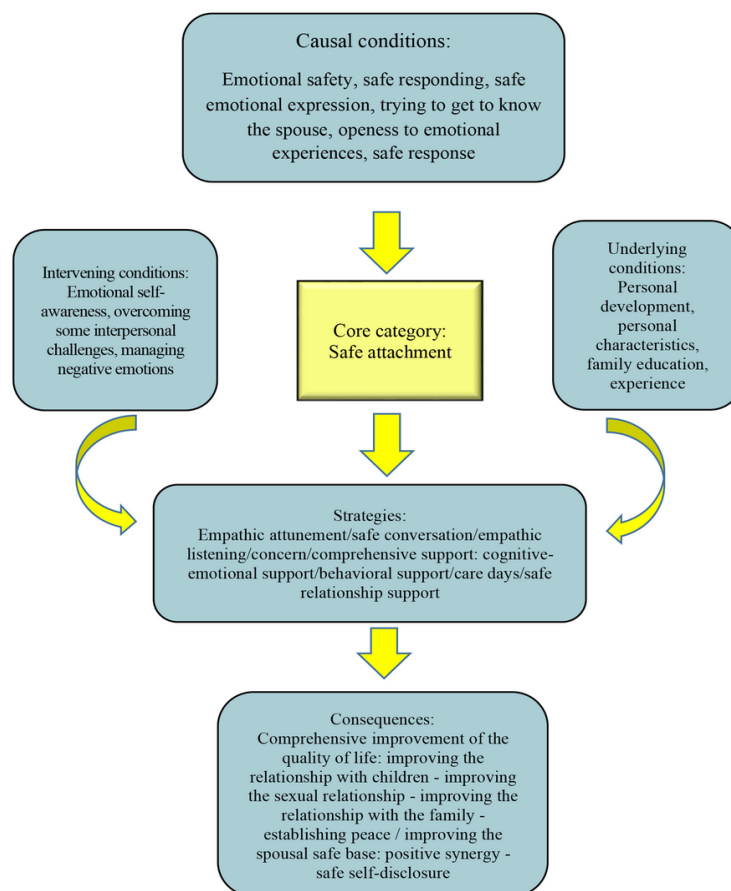 Causal conditions:
Emotional safety, safe responding, safe
emotional expression, trying to get to know
the spouse, openess to emotional
experiences, safe response
Intervening conditions:
Emotional self-
awareness, overcoming
some interpersonal
challenges, managing
negative emotions
Core category:
Safe attachment
Underlying
conditions:
Personal
development,
personal
characteristics,
family education,
experience
Strategies:
Empathic attunement/safe conversation/empathic
listening/concern/comprehensive support: cognitive-
emotional support/behavioral support/care days/safe
relationship support
Consequences:
Comprehensive improvement of the
quality of life: improving the
relationship with children - improving
the sexual relationship - improving the
relationship with the family -
establishing peace / improving the
spousal safe base: positive synergy -
safe self-disclosure